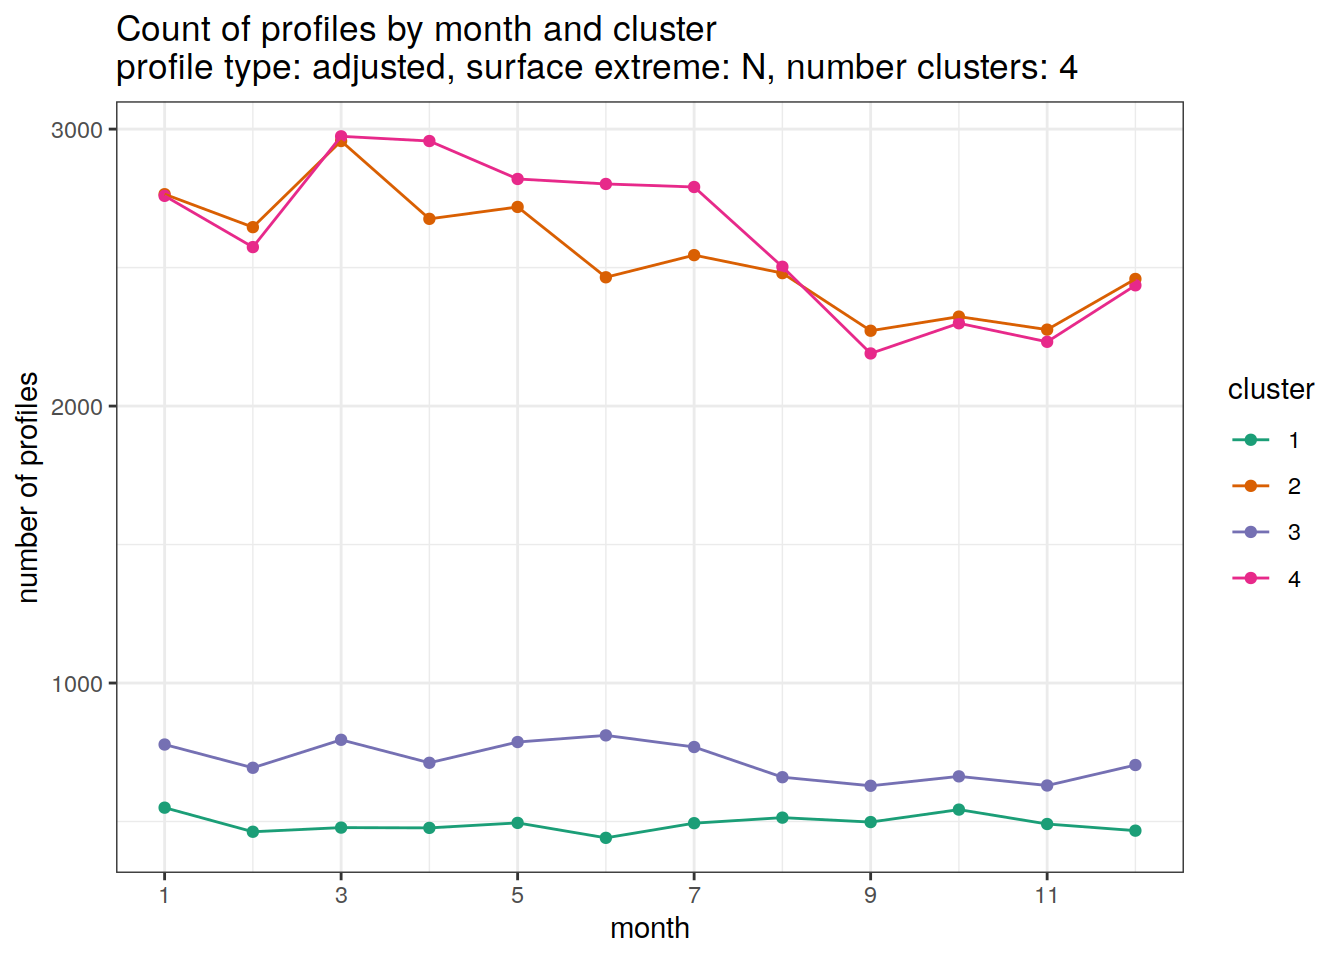 Count of profiles by month and cluster
profile type: adjusted, surface extreme: N, number clusters: 4
3000
2000
1000
number of profiles
1 3 5 7 9 11
month
cluster
1
2
3
4